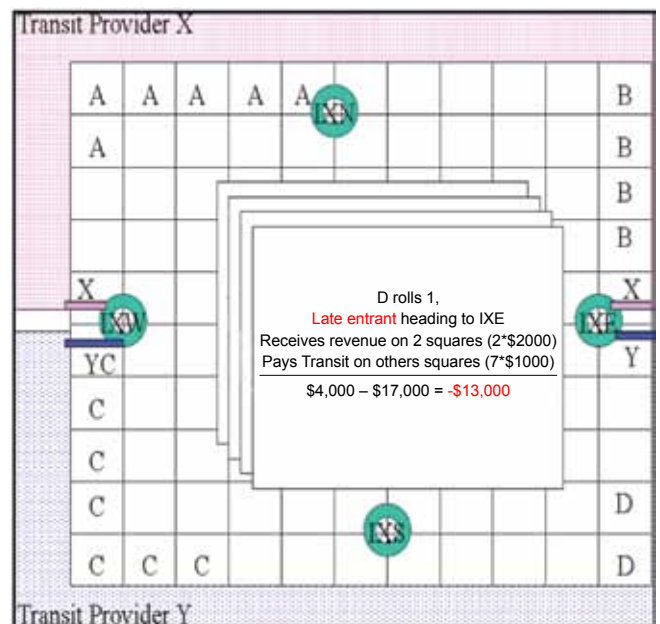 Transit Provider X
A A A A A IXN B
A B
B
B
X X
IXW IXE
YC Y
D rolls 1,
Late entrant heading to IXE
Receives revenue on 2 squares (2*$2000)
Pays Transit on others squares (7*$1000)
$4,000 – $17,000 = -$13,000
C
C
C D
IXS
C C C D
Transit Provider Y